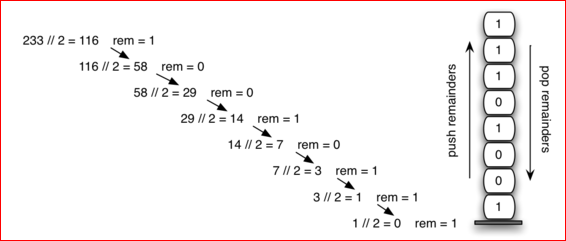 233 // 2 = 116 rem = 1
116 // 2 = 58 rem = 0
58 // 2 = 29 rem = 0
29 // 2 = 14 rem = 1
14 // 2 = 7 rem = 0
7 // 2 = 3 rem = 1
3 // 2 = 1 rem = 1
1 // 2 = 0 rem = 1
push remainders
1
1
1
0
1
0
0
1
pop remainders